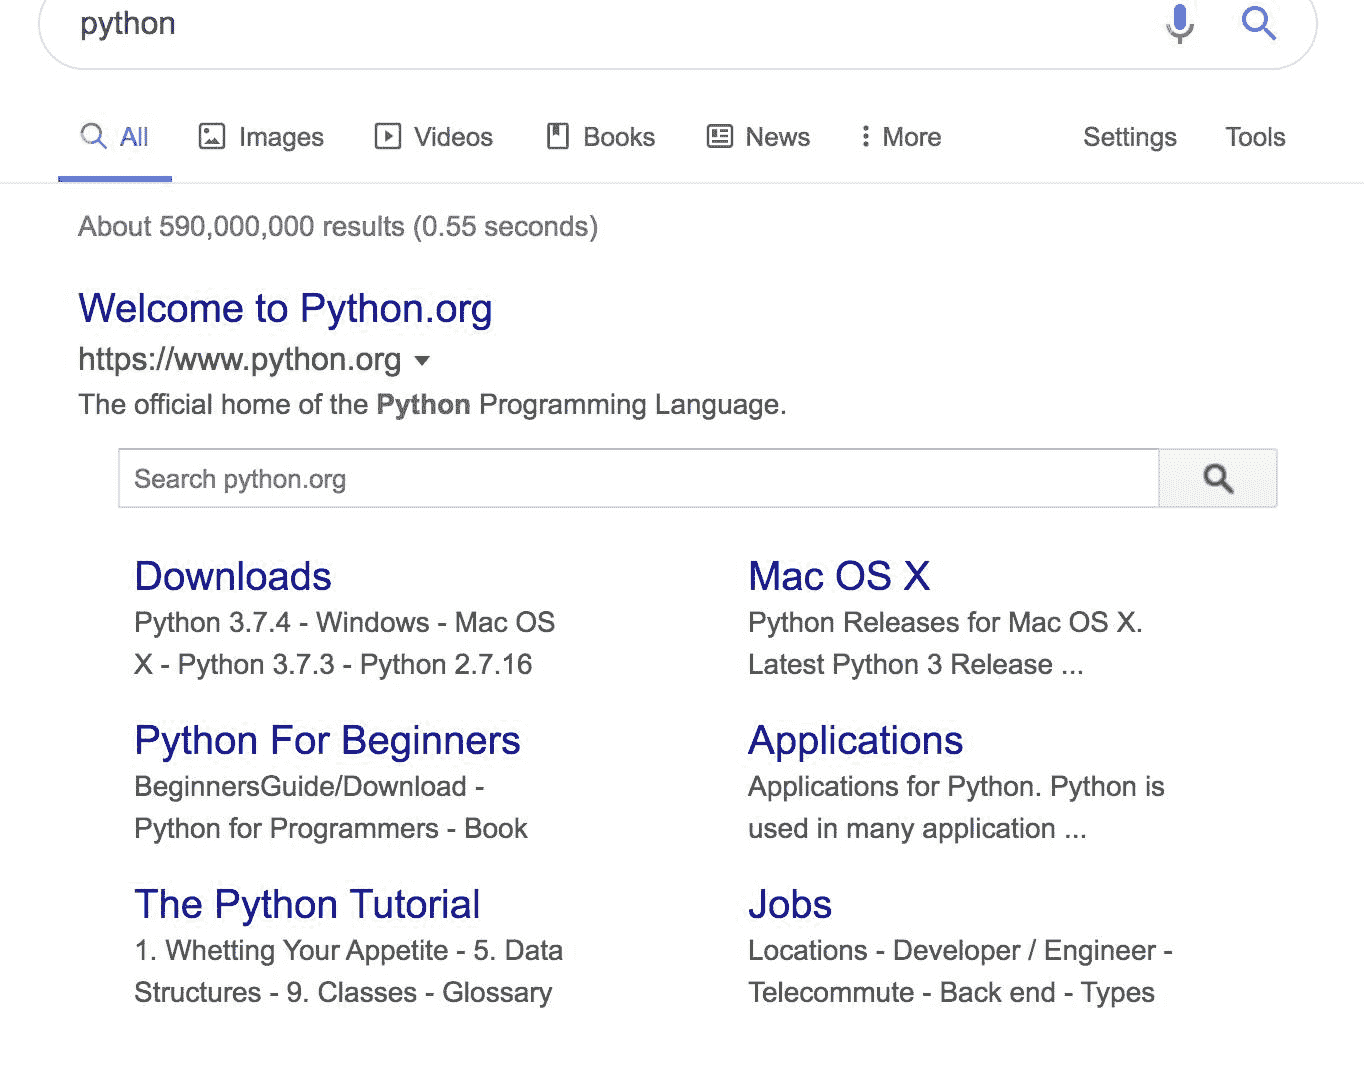 python
All Images Videos Books News More Settings Tools
About 590,000,000 results (0.55 seconds)
Welcome to Python.org
https://www.python.org
The official home of the Python Programming Language.
Search python.org
Downloads
Python 3.7.4 - Windows - Mac OS
X - Python 3.7.3 - Python 2.7.16
Mac OS X
Python Releases for Mac OS X.
Latest Python 3 Release ...
Python For Beginners
BeginnersGuide/Download -
Python for Programmers - Book
Applications
Applications for Python. Python is
used in many application ...
The Python Tutorial
1. Whetting Your Appetite - 5. Data
Structures - 9. Classes - Glossary
Jobs
Locations - Developer / Engineer -
Telecommute - Back end - Types